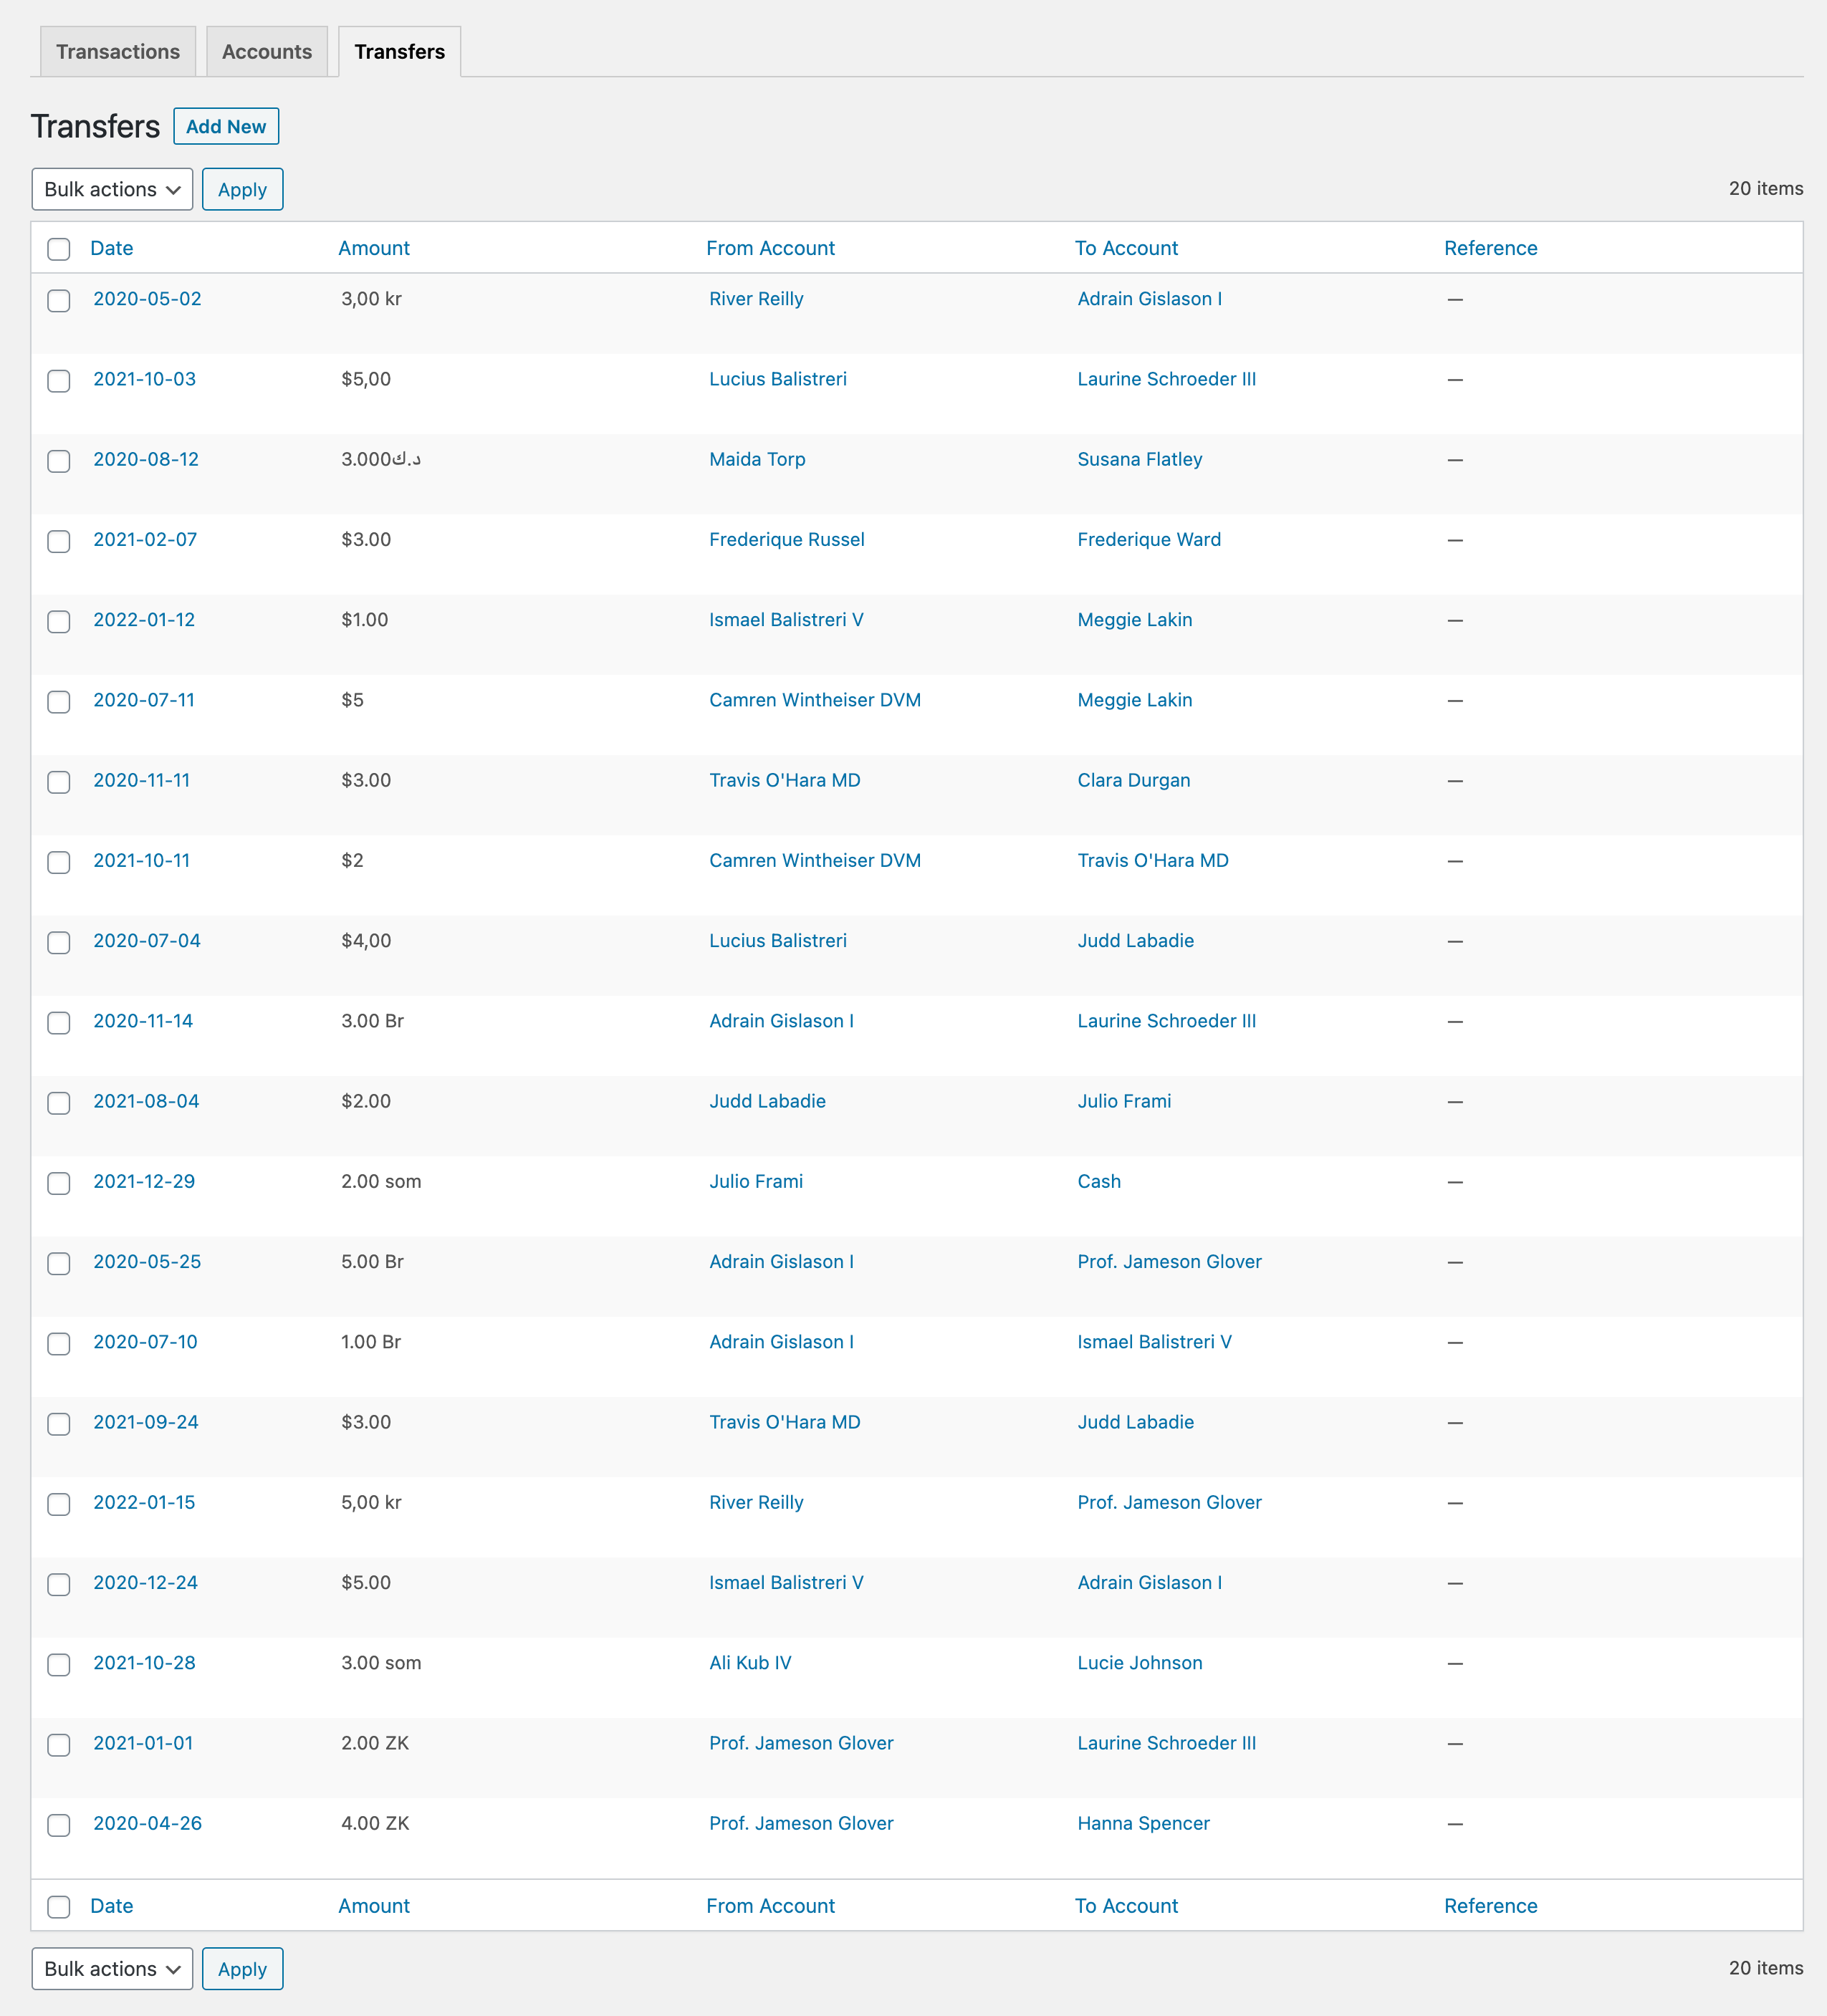 Transactions Accounts Transfers
Transfers Add New
Bulk actions Apply 20 items
Date Amount From Account To Account Reference
2020-05-02 3,00 kr River Reilly Adrain Gislason I —
2021-10-03 $5,00 Lucius Balistreri Laurine Schroeder III —
2020-08-12 3.000د.ك Maida Torp Susana Flatley —
2021-02-07 $3.00 Frederique Russel Frederique Ward —
2022-01-12 $1.00 Ismael Balistreri V Meggie Lakin —
2020-07-11 $5 Camren Wintheiser DVM Meggie Lakin —
2020-11-11 $3.00 Travis O'Hara MD Clara Durgan —
2021-10-11 $2 Camren Wintheiser DVM Travis O'Hara MD —
2020-07-04 $4,00 Lucius Balistreri Judd Labadie —
2020-11-14 3.00 Br Adrain Gislason I Laurine Schroeder III —
2021-08-04 $2.00 Judd Labadie Julio Frami —
2021-12-29 2.00 som Julio Frami Cash —
2020-05-25 5.00 Br Adrain Gislason I Prof. Jameson Glover —
2020-07-10 1.00 Br Adrain Gislason I Ismael Balistreri V —
2021-09-24 $3.00 Travis O'Hara MD Judd Labadie —
2022-01-15 5,00 kr River Reilly Prof. Jameson Glover —
2020-12-24 $5.00 Ismael Balistreri V Adrain Gislason I —
2021-10-28 3.00 som Ali Kub IV Lucie Johnson —
2021-01-01 2.00 ZK Prof. Jameson Glover Laurine Schroeder III —
2020-04-26 4.00 ZK Prof. Jameson Glover Hanna Spencer —
Date Amount From Account To Account Reference
Bulk actions Apply 20 items